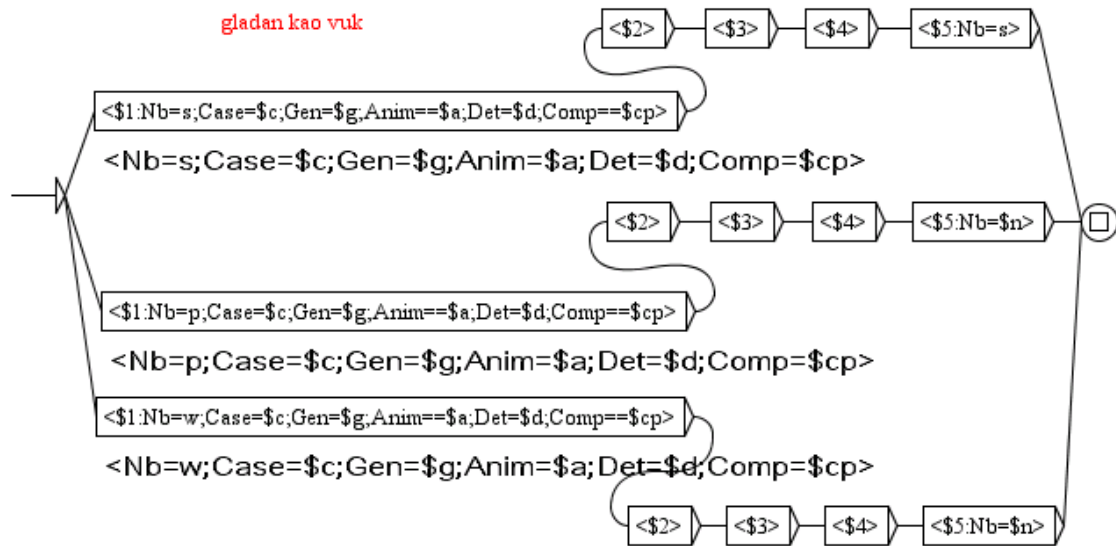 gladan kao vuk
<$2> <$3> <$4> <$5:Nb=s>
<$1:Nb=s;Case=$c;Gen=$g;Anim==$a;Det=$d;Comp==$cp>
<Nb=s;Case=$c;Gen=$g;Anim=$a;Det=$d;Comp=$cp>
<$2> <$3> <$4> <$5:Nb=$n>
<$1:Nb=p;Case=$c;Gen=$g;Anim==$a;Det=$d;Comp==$cp>
<Nb=p;Case=$c;Gen=$g;Anim=$a;Det=$d;Comp=$cp>
<$1:Nb=w;Case=$c;Gen=$g;Anim==$a;Det=$d;Comp==$cp>
<Nb=w;Case=$c;Gen=$g;Anim=$a;Det=$d;Comp=$cp>
<$2> <$3> <$4> <$5:Nb=$n>